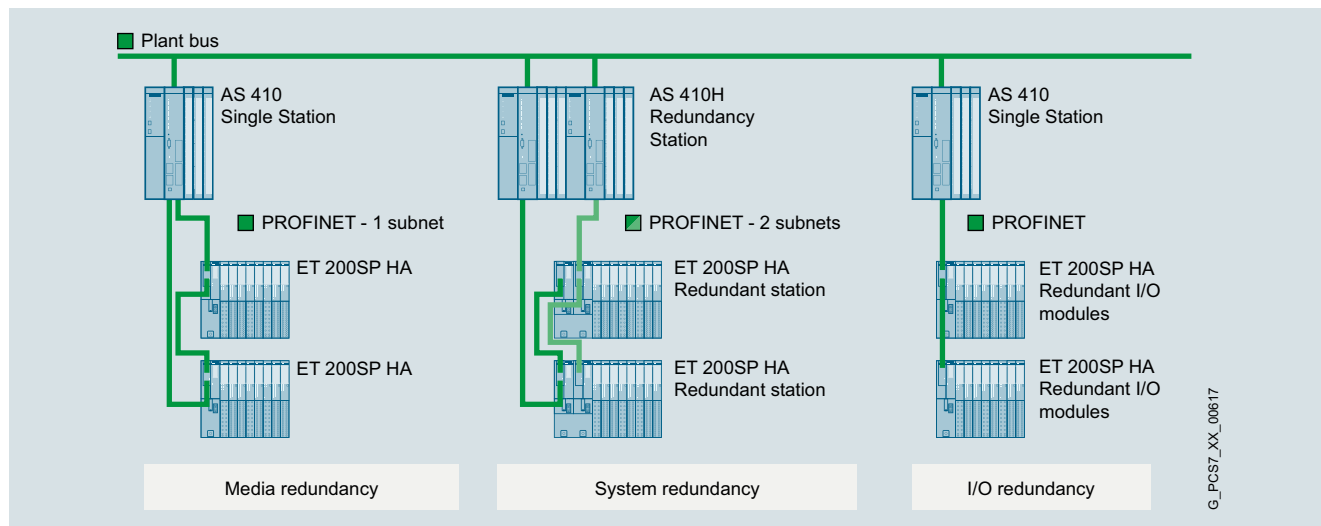 Plant bus
AS 410
Single Station
AS 410H
Redundancy
Station
AS 410
Single Station
PROFINET - 1 subnet
PROFINET - 2 subnets
PROFINET
ET 200SP HA
ET 200SP HA
Redundant station
ET 200SP HA
Redundant I/O
modules
ET 200SP HA
ET 200SP HA
Redundant station
ET 200SP HA
Redundant I/O
modules
G_PCS7_XX_00617
Media redundancy
System redundancy
I/O redundancy